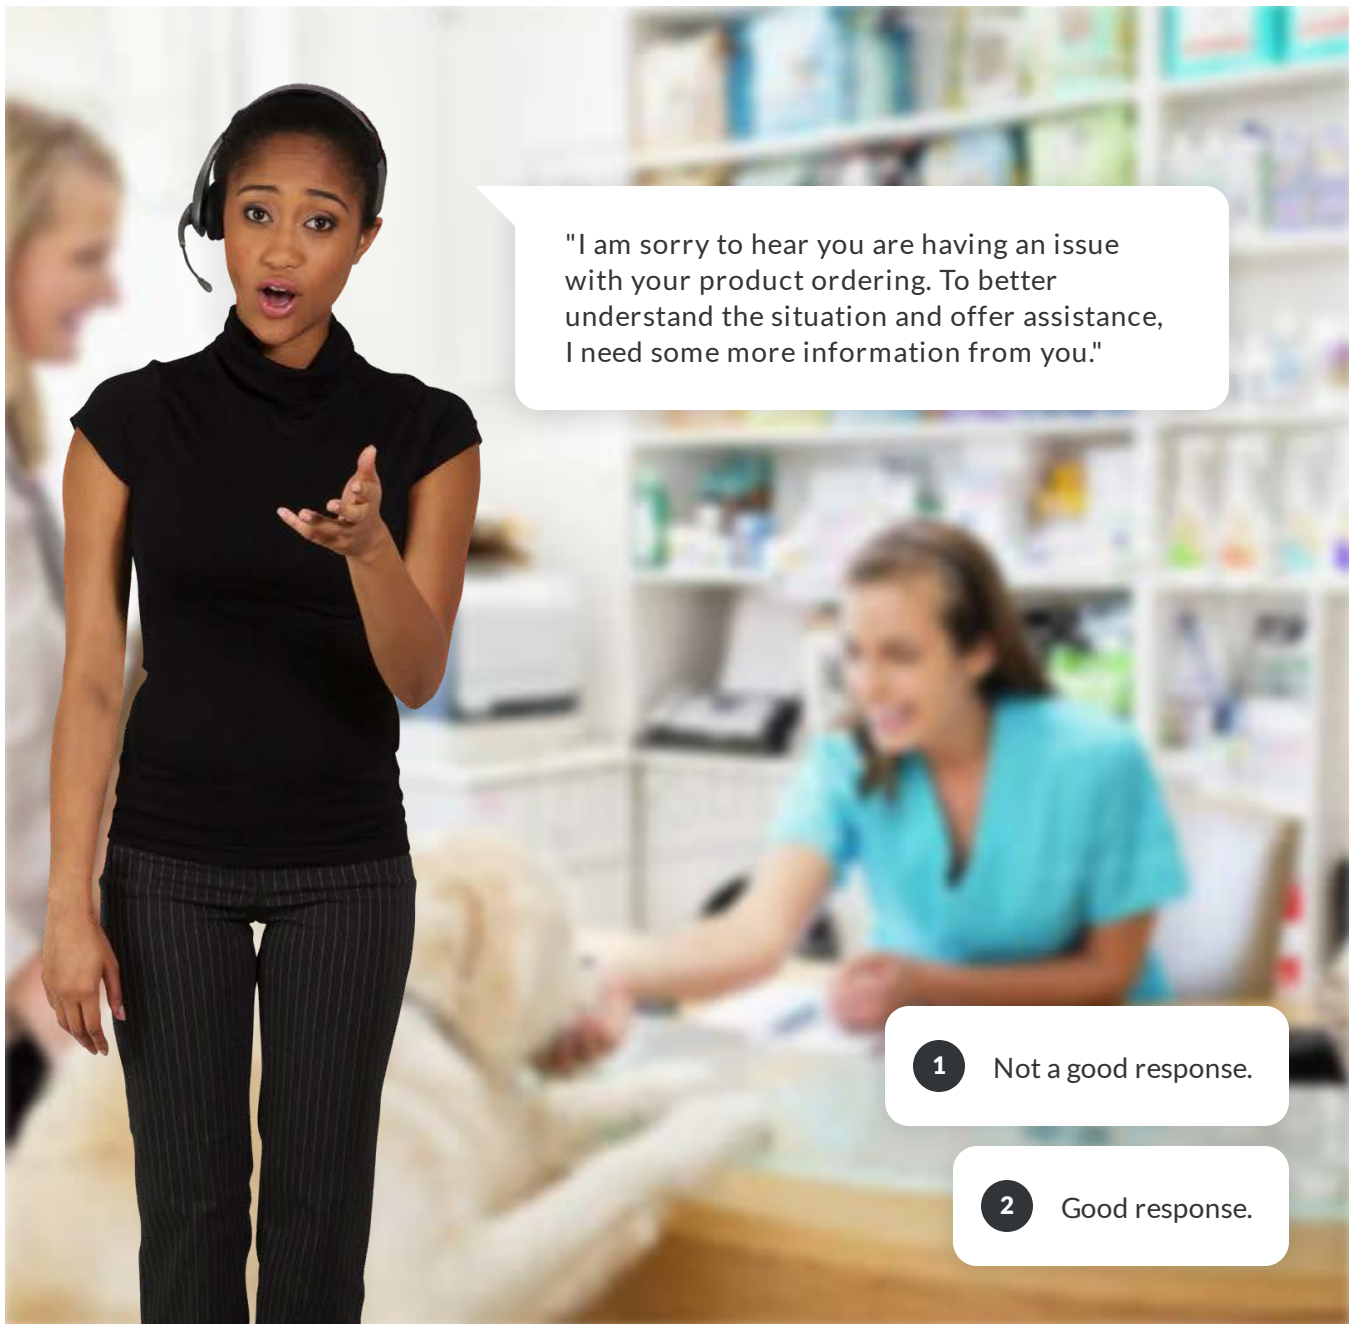 "I am sorry to hear you are having an issue
with your product ordering. To better
understand the situation and offer assistance,
I need some more information from you."
1 Not a good response.
2 Good response.